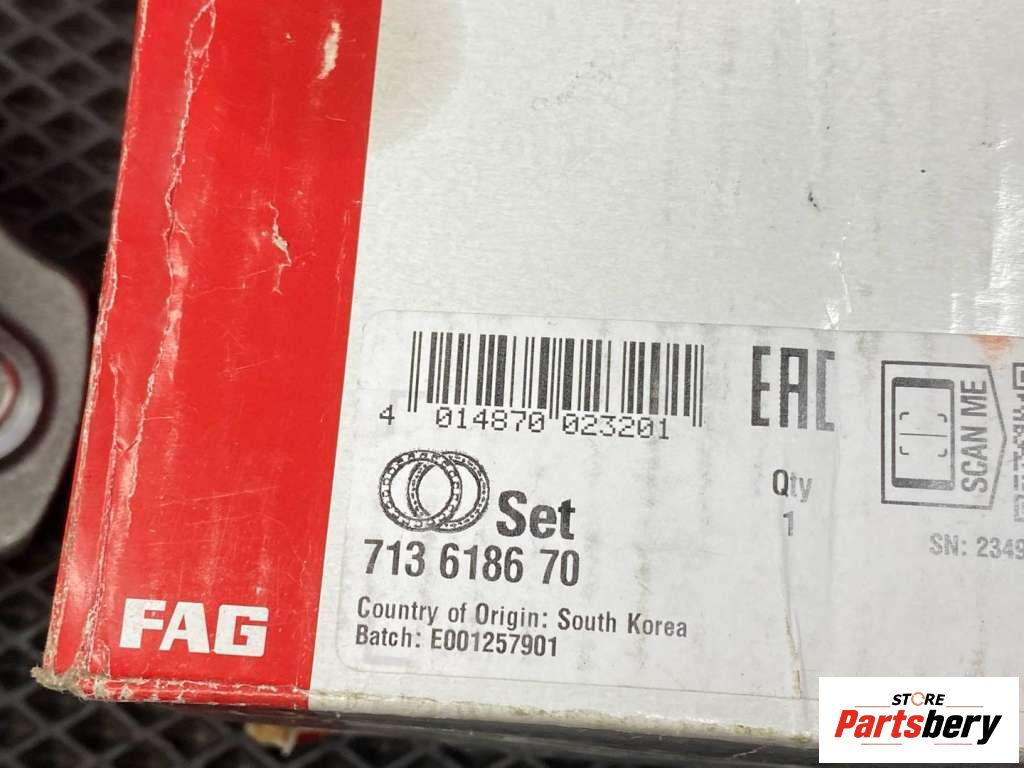 4 014870 023201
EAC
SCAN ME
Set
Qty
1
713 6186 70
SN: 2349
Country of Origin: South Korea
Batch: E001257901
FAG
STORE
Partsbery